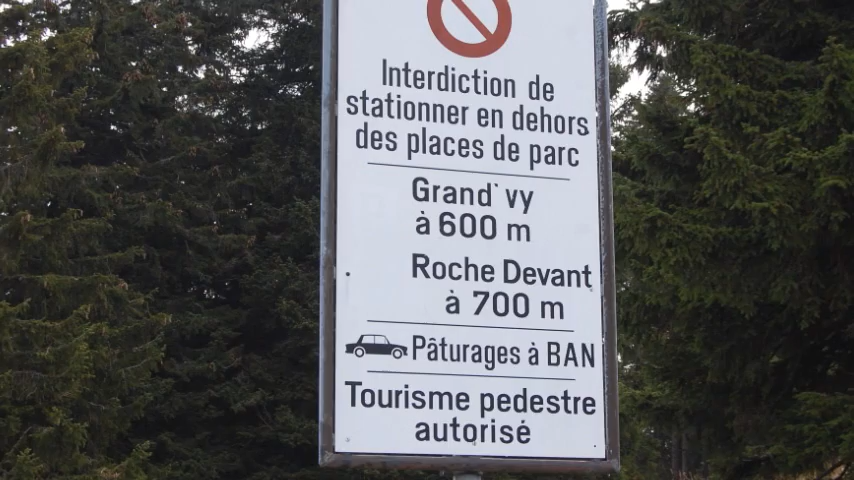 Interdiction de
stationner en dehors
des places de parc
Grand'vy
à 600 m
Roche Devant
à 700 m
Pâturages à BAN
Tourisme pedestre
autorisé